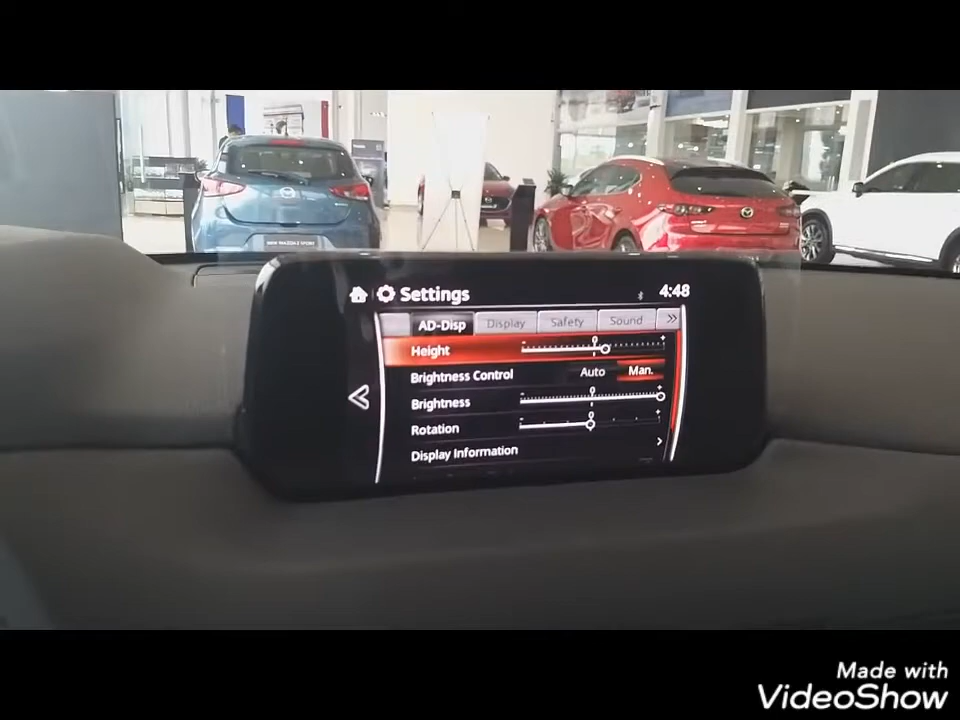 Settings
4:48
AD-Disp
Display
Safety
Sound
Height
Brightness Control
Auto
Man.
Brightness
Rotation
Display Information
Made with
VideoShow